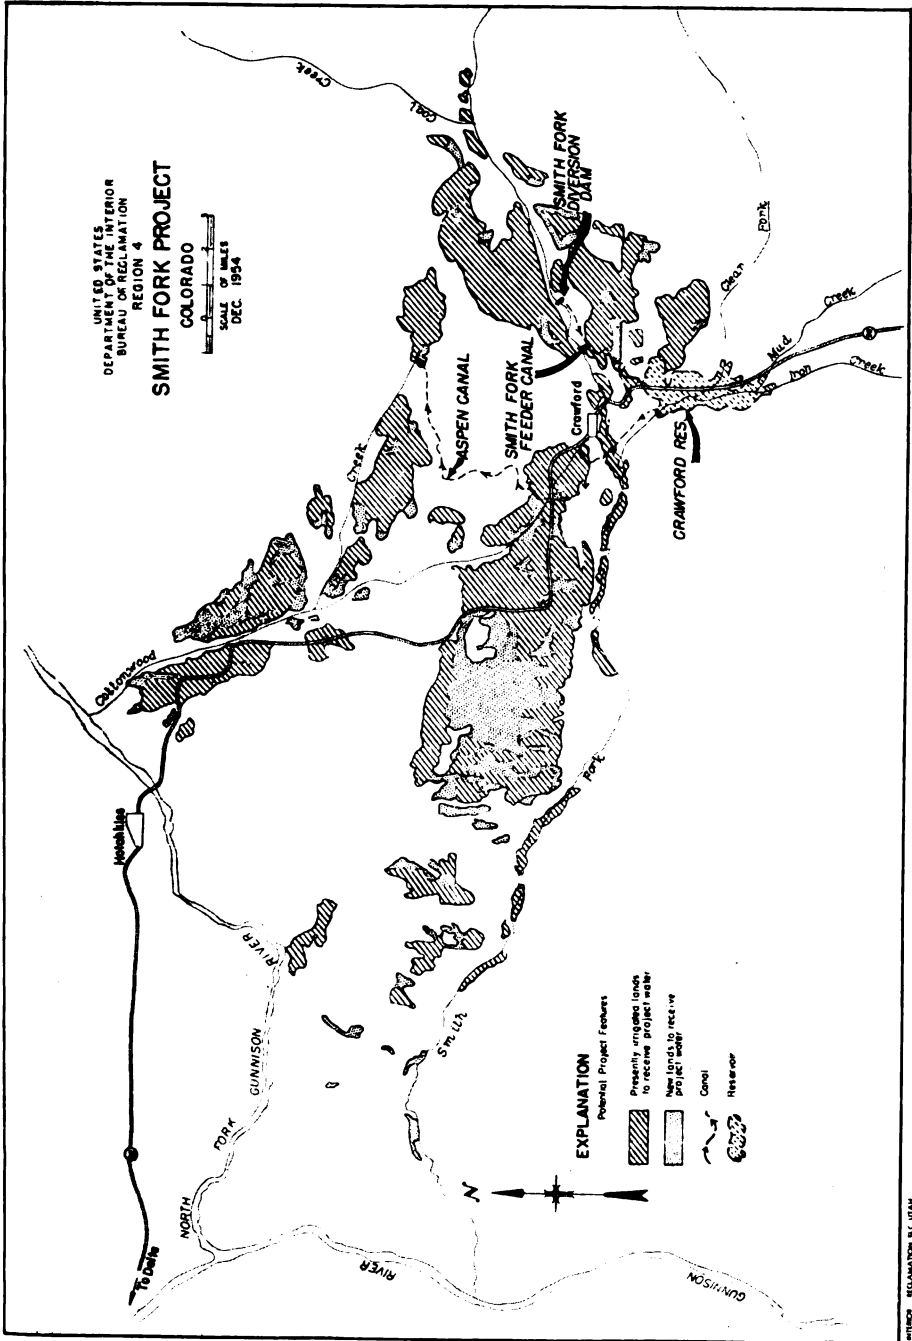 UNITED STATES
DEPARTMENT OF THE INTERIOR
BUREAU OF RECLAMATION
REGION 4
SMITH FORK PROJECT
COLORADO
SCALE OF MILES
DEC. 1954
Coal
Creek
SMITH FORK
DIVERSION
DAM
Clean
Fork
Mud
Creek
Iron
Creek
ASPEN CANAL
SMITH FORK
FEEDER CANAL
Crawford
CRAWFORD RES.
Creek
Cottonwood
Hotchkiss
Smith
Fork
NORTH
FORK
GUNNISON
RIVER
To Delta
RIVER
GUNNISON
N
EXPLANATION
Potential Project Features
Presently irrigated lands
to receive project water
New lands to receive
project water
Canal
Reservoir